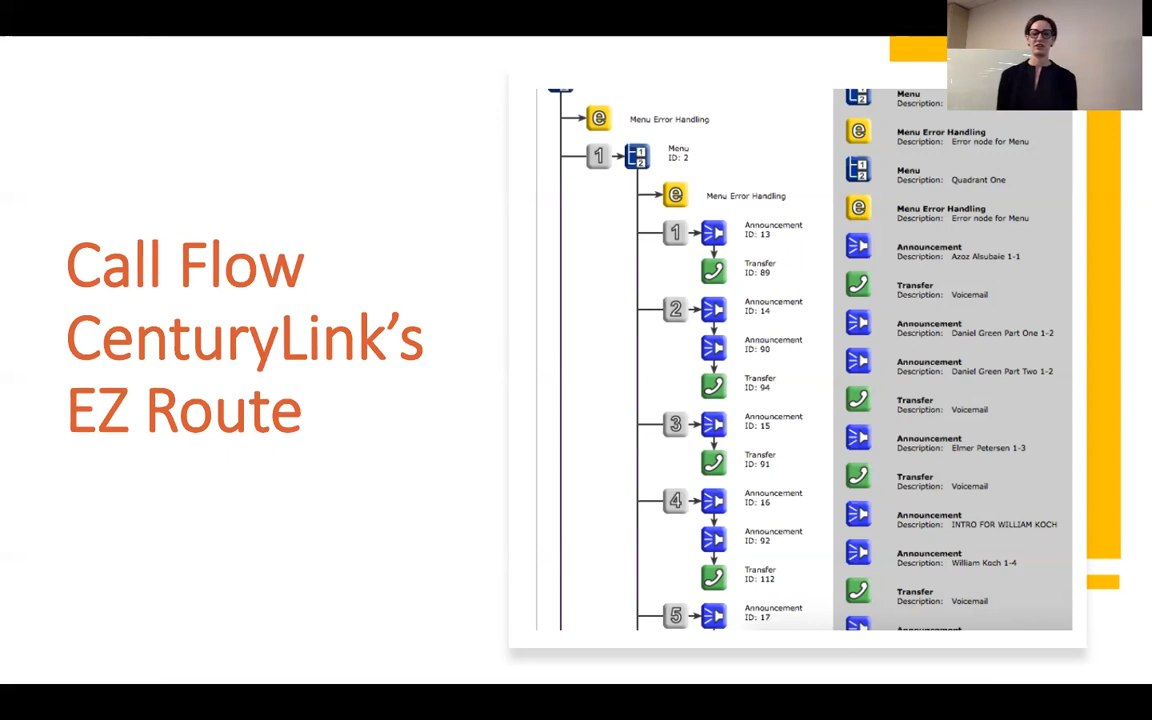 Call Flow
CenturyLink’s
EZ Route
Menu Error Handling
1
Menu
ID: 2
Menu Error Handling
1
Announcement
ID: 13
Transfer
ID: 89
2
Announcement
ID: 14
Announcement
ID: 90
Transfer
ID: 94
3
Announcement
ID: 15
Transfer
ID: 91
4
Announcement
ID: 16
Announcement
ID: 92
Transfer
ID: 112
5
Announcement
ID: 17
Menu
Description:
Menu Error Handling
Description: Error node for Menu
Menu
Description: Quadrant One
Menu Error Handling
Description: Error node for Menu
Announcement
Description: Azoz Alsubaie 1-1
Transfer
Description: Voicemail
Announcement
Description: Daniel Green Part One 1-2
Announcement
Description: Daniel Green Part Two 1-2
Transfer
Description: Voicemail
Announcement
Description: Elmer Petersen 1-3
Transfer
Description: Voicemail
Announcement
Description: INTRO FOR WILLIAM KOCH
Announcement
Description: William Koch 1-4
Transfer
Description: Voicemail